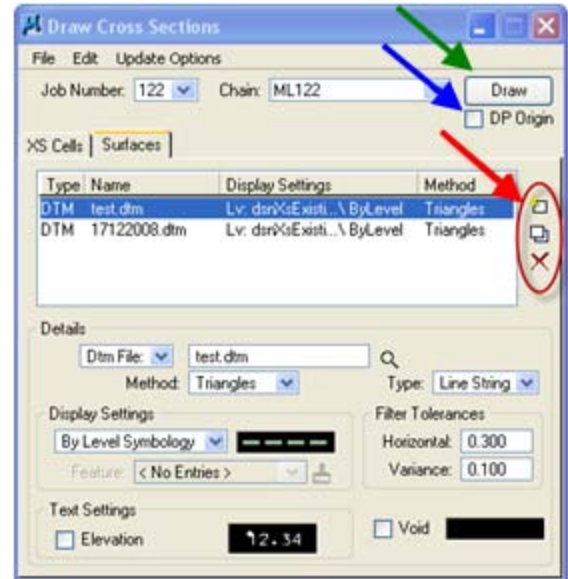 Draw Cross Sections
File Edit Update Options
Job Number: 122 Chain: ML122 Draw
DP Origin
XS Cells Surfaces
Type Name Display Settings Method
DTM test.dtm Lv: dsnXsExisti...\ ByLevel Triangles
DTM 17122008.dtm Lv: dsnXsExisti...\ ByLevel Triangles
Details
Dtm File: test.dtm
Method: Triangles Type: Line String
Display Settings Filter Tolerances
By Level Symbology Horizontal: 0.300
Feature: < No Entries > Variance: 0.100
Text Settings
Elevation 12.34 Void